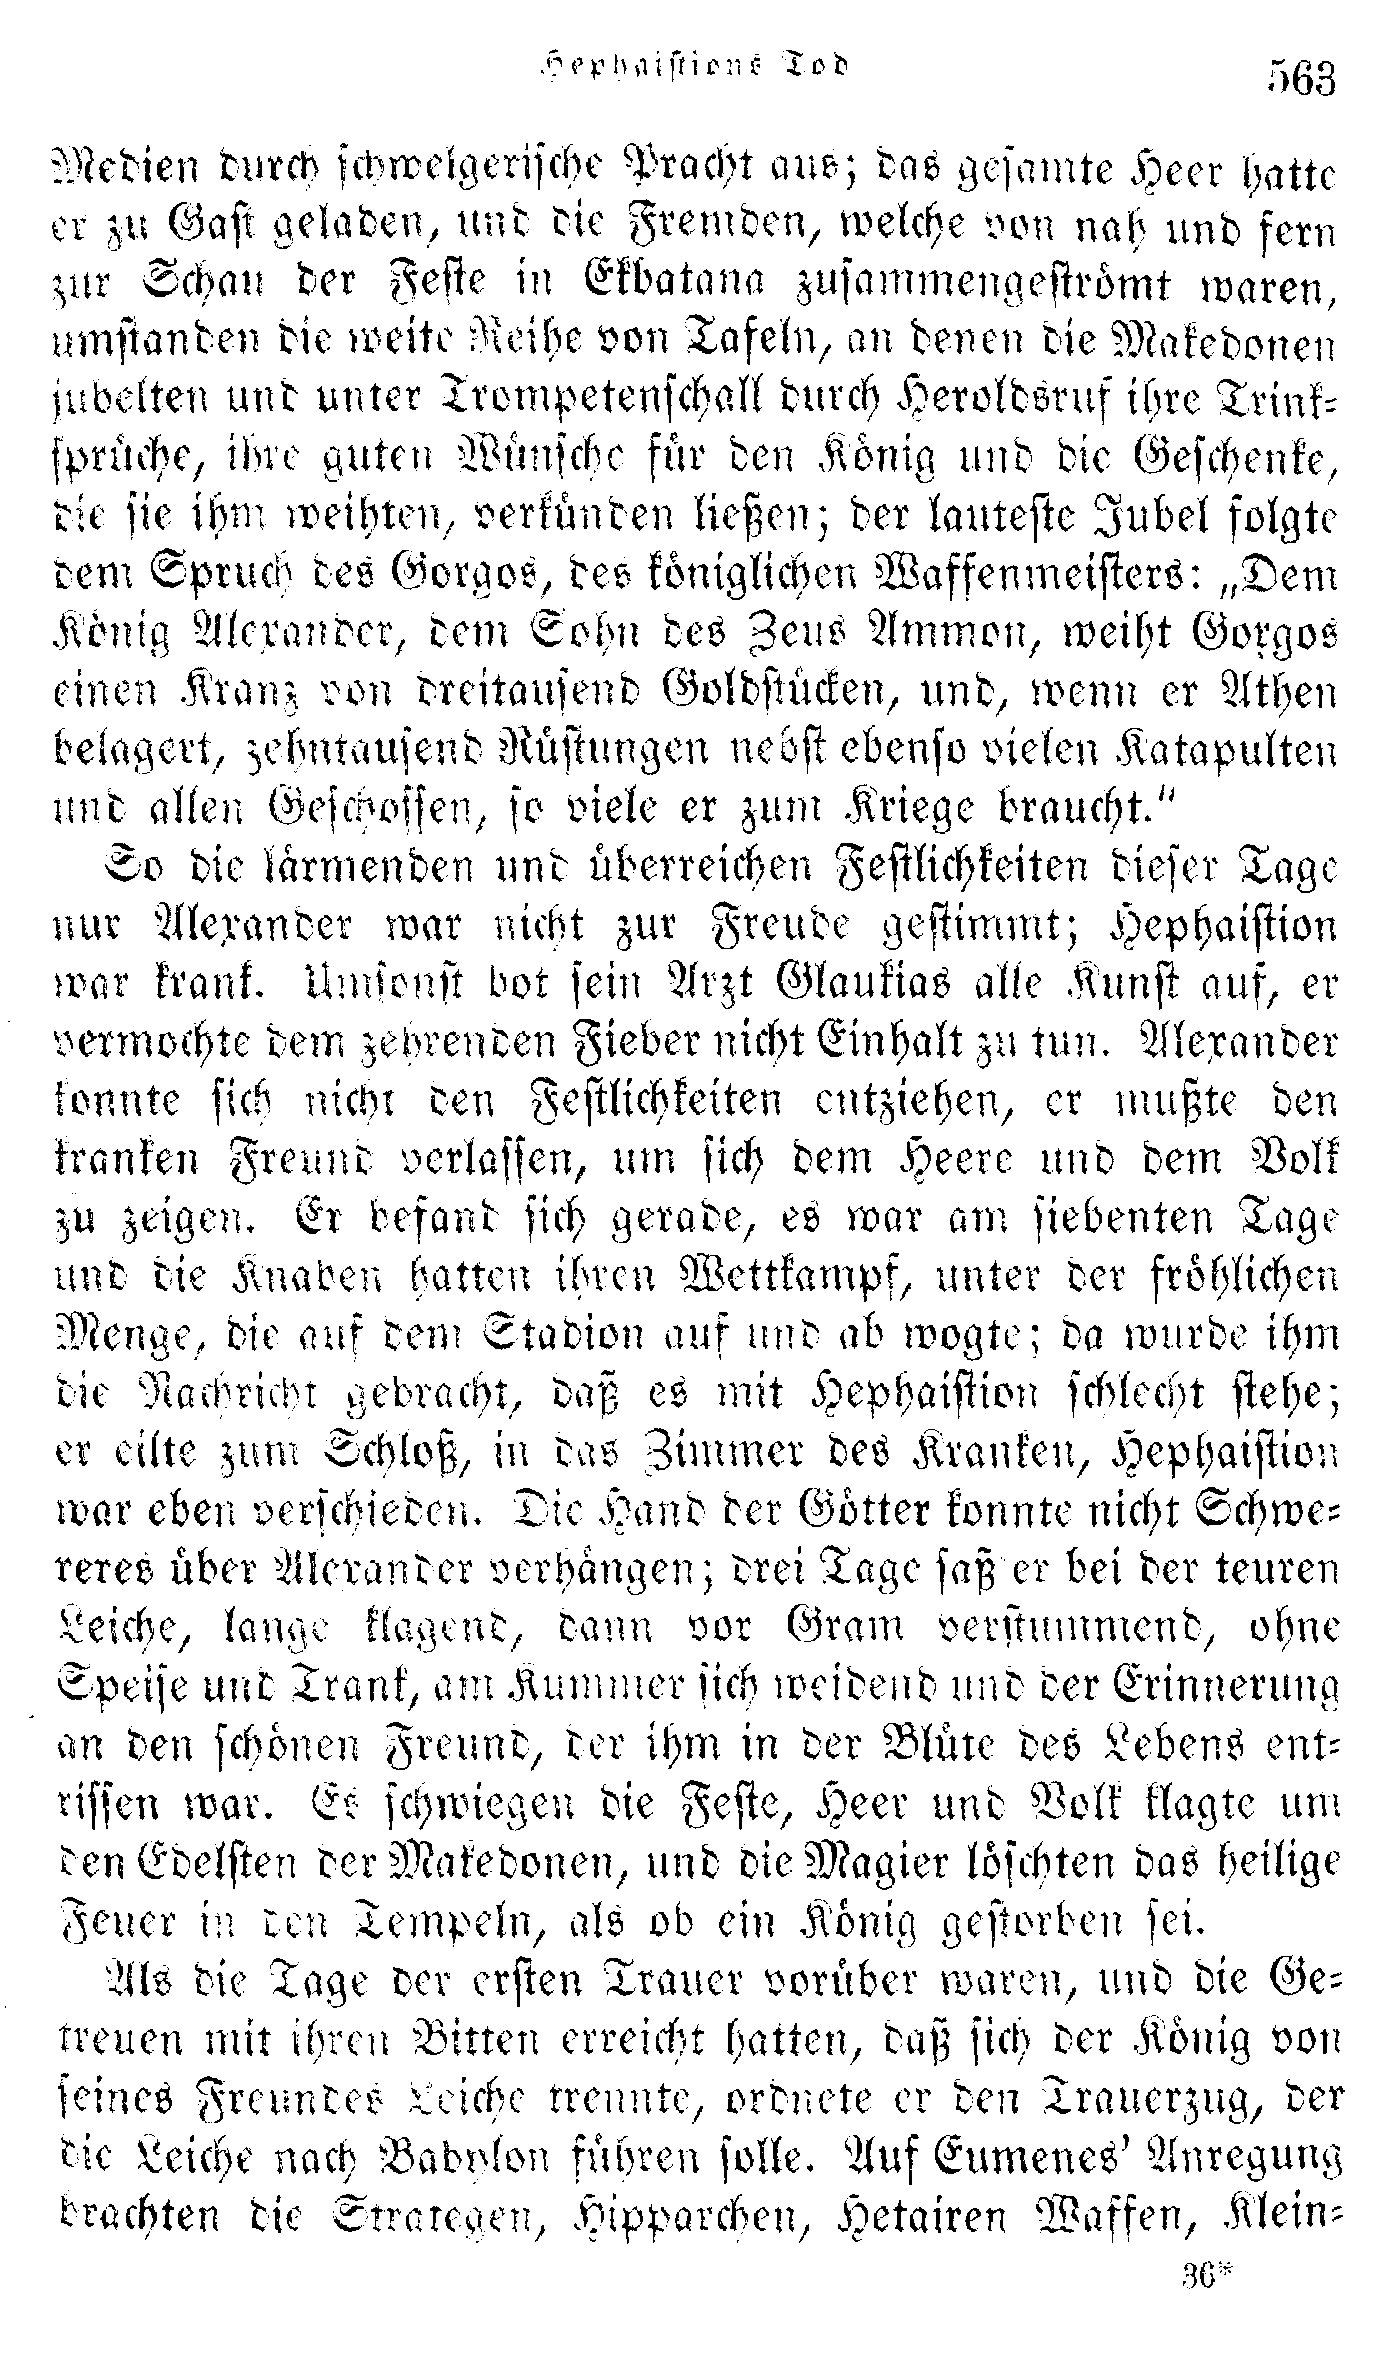 Hephaistions Tod
563
Medien durch schwelgerische Pracht aus; das gesamte Heer hatte
er zu Gast geladen, und die Fremden, welche von nah und fern
zur Schau der Feste in Ekbatana zusammengeströmt waren,
umstanden die weite Reihe von Tafeln, an denen die Makedonen
jubelten und unter Trompetenschall durch Heroldsruf ihre Trink-
sprüche, ihre guten Wünsche für den König und die Geschenke,
die sie ihm weihten, verkünden ließen; der lauteste Jubel folgte
dem Spruch des Gorgos, des königlichen Waffenmeisters: „Dem
König Alexander, dem Sohn des Zeus Ammon, weiht Gorgos
einen Kranz von dreitausend Goldstücken, und, wenn er Athen
belagert, zehntausend Rüstungen nebst ebenso vielen Katapulten
und allen Geschossen, so viele er zum Kriege braucht.“
So die lärmenden und überreichen Festlichkeiten dieser Tage
nur Alexander war nicht zur Freude gestimmt; Hephaistion
war krank. Umsonst bot sein Arzt Glaukias alle Kunst auf, er
vermochte dem zehrenden Fieber nicht Einhalt zu tun. Alexander
konnte sich nicht den Festlichkeiten entziehen, er mußte den
kranken Freund verlassen, um sich dem Heere und dem Volk
zu zeigen. Er befand sich gerade, es war am siebenten Tage
und die Knaben hatten ihren Wettkampf, unter der fröhlichen
Menge, die auf dem Stadion auf und ab wogte; da wurde ihm
die Nachricht gebracht, daß es mit Hephaistion schlecht stehe;
er eilte zum Schloß, in das Zimmer des Kranken, Hephaistion
war eben verschieden. Die Hand der Götter konnte nicht Schwe-
reres über Alexander verhängen; drei Tage saß er bei der teuren
Leiche, lange klagend, dann vor Gram verstummend, ohne
Speise und Trank, am Kummer sich weidend und der Erinnerung
an den schönen Freund, der ihm in der Blüte des Lebens ent-
rissen war. Es schwiegen die Feste, Heer und Volk klagte um
den Edelsten der Makedonen, und die Magier löschten das heilige
Feuer in den Tempeln, als ob ein König gestorben sei.
Als die Tage der ersten Trauer vorüber waren, und die Ge-
treuen mit ihren Bitten erreicht hatten, daß sich der König von
seines Freundes Leiche trennte, ordnete er den Trauerzug, der
die Leiche nach Babylon führen solle. Auf Eumenes’ Anregung
brachten die Strategen, Hipparchen, Hetairen Waffen, Klein-
36*